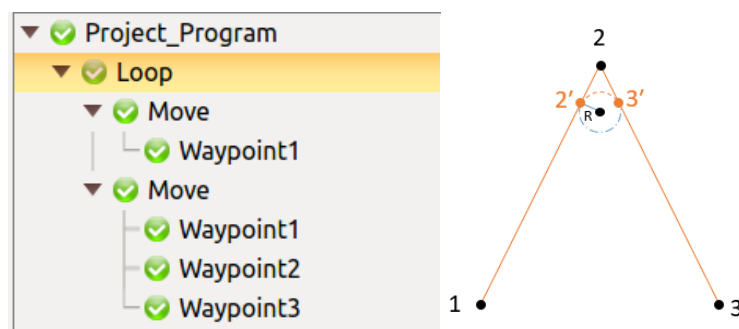 Project_Program
Loop
Move
Waypoint1
Move
Waypoint1
Waypoint2
Waypoint3
2
2′
3′
R
1
3